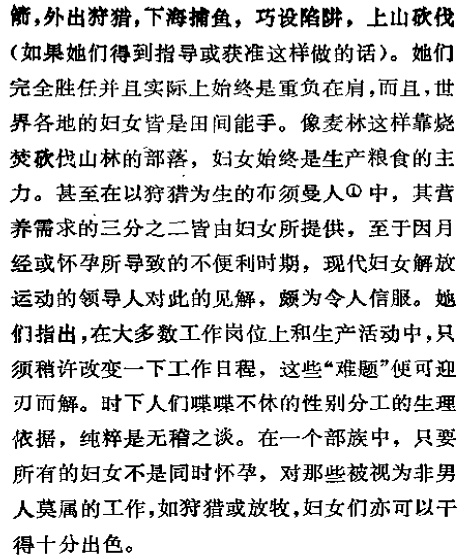 箭,外出狩猎,下海捕鱼，巧设陷阱，上山砍伐
(如果她们得到指导或获准这样做的话)。她们
完全胜任并且实际上始终是重负在肩,而且,世
界各地的妇女皆是田间能手。像麦林这样靠烧
焚砍伐山林的部落，妇女始终是生产粮食的主
力。甚至在以狩猎为生的布须曼人①中，其营
养需求的三分之二皆由妇女所提供，至于因月
经或怀孕所导致的不便利时期，现代妇女解放
运动的领导人对此的见解，颇为令人信服。她
们指出,在大多数工作岗位上和生产活动中,只
须稍许改变一下工作日程，这些“难题”便可迎
刃而解。时下人们喋喋不休的性别分工的生理
依据，纯粹是无稽之谈。在一个部族中，只要
所有的妇女不是同时怀孕，对那些被视为非男
人莫属的工作,如狩猎或放牧,妇女们亦可以干
得十分出色。